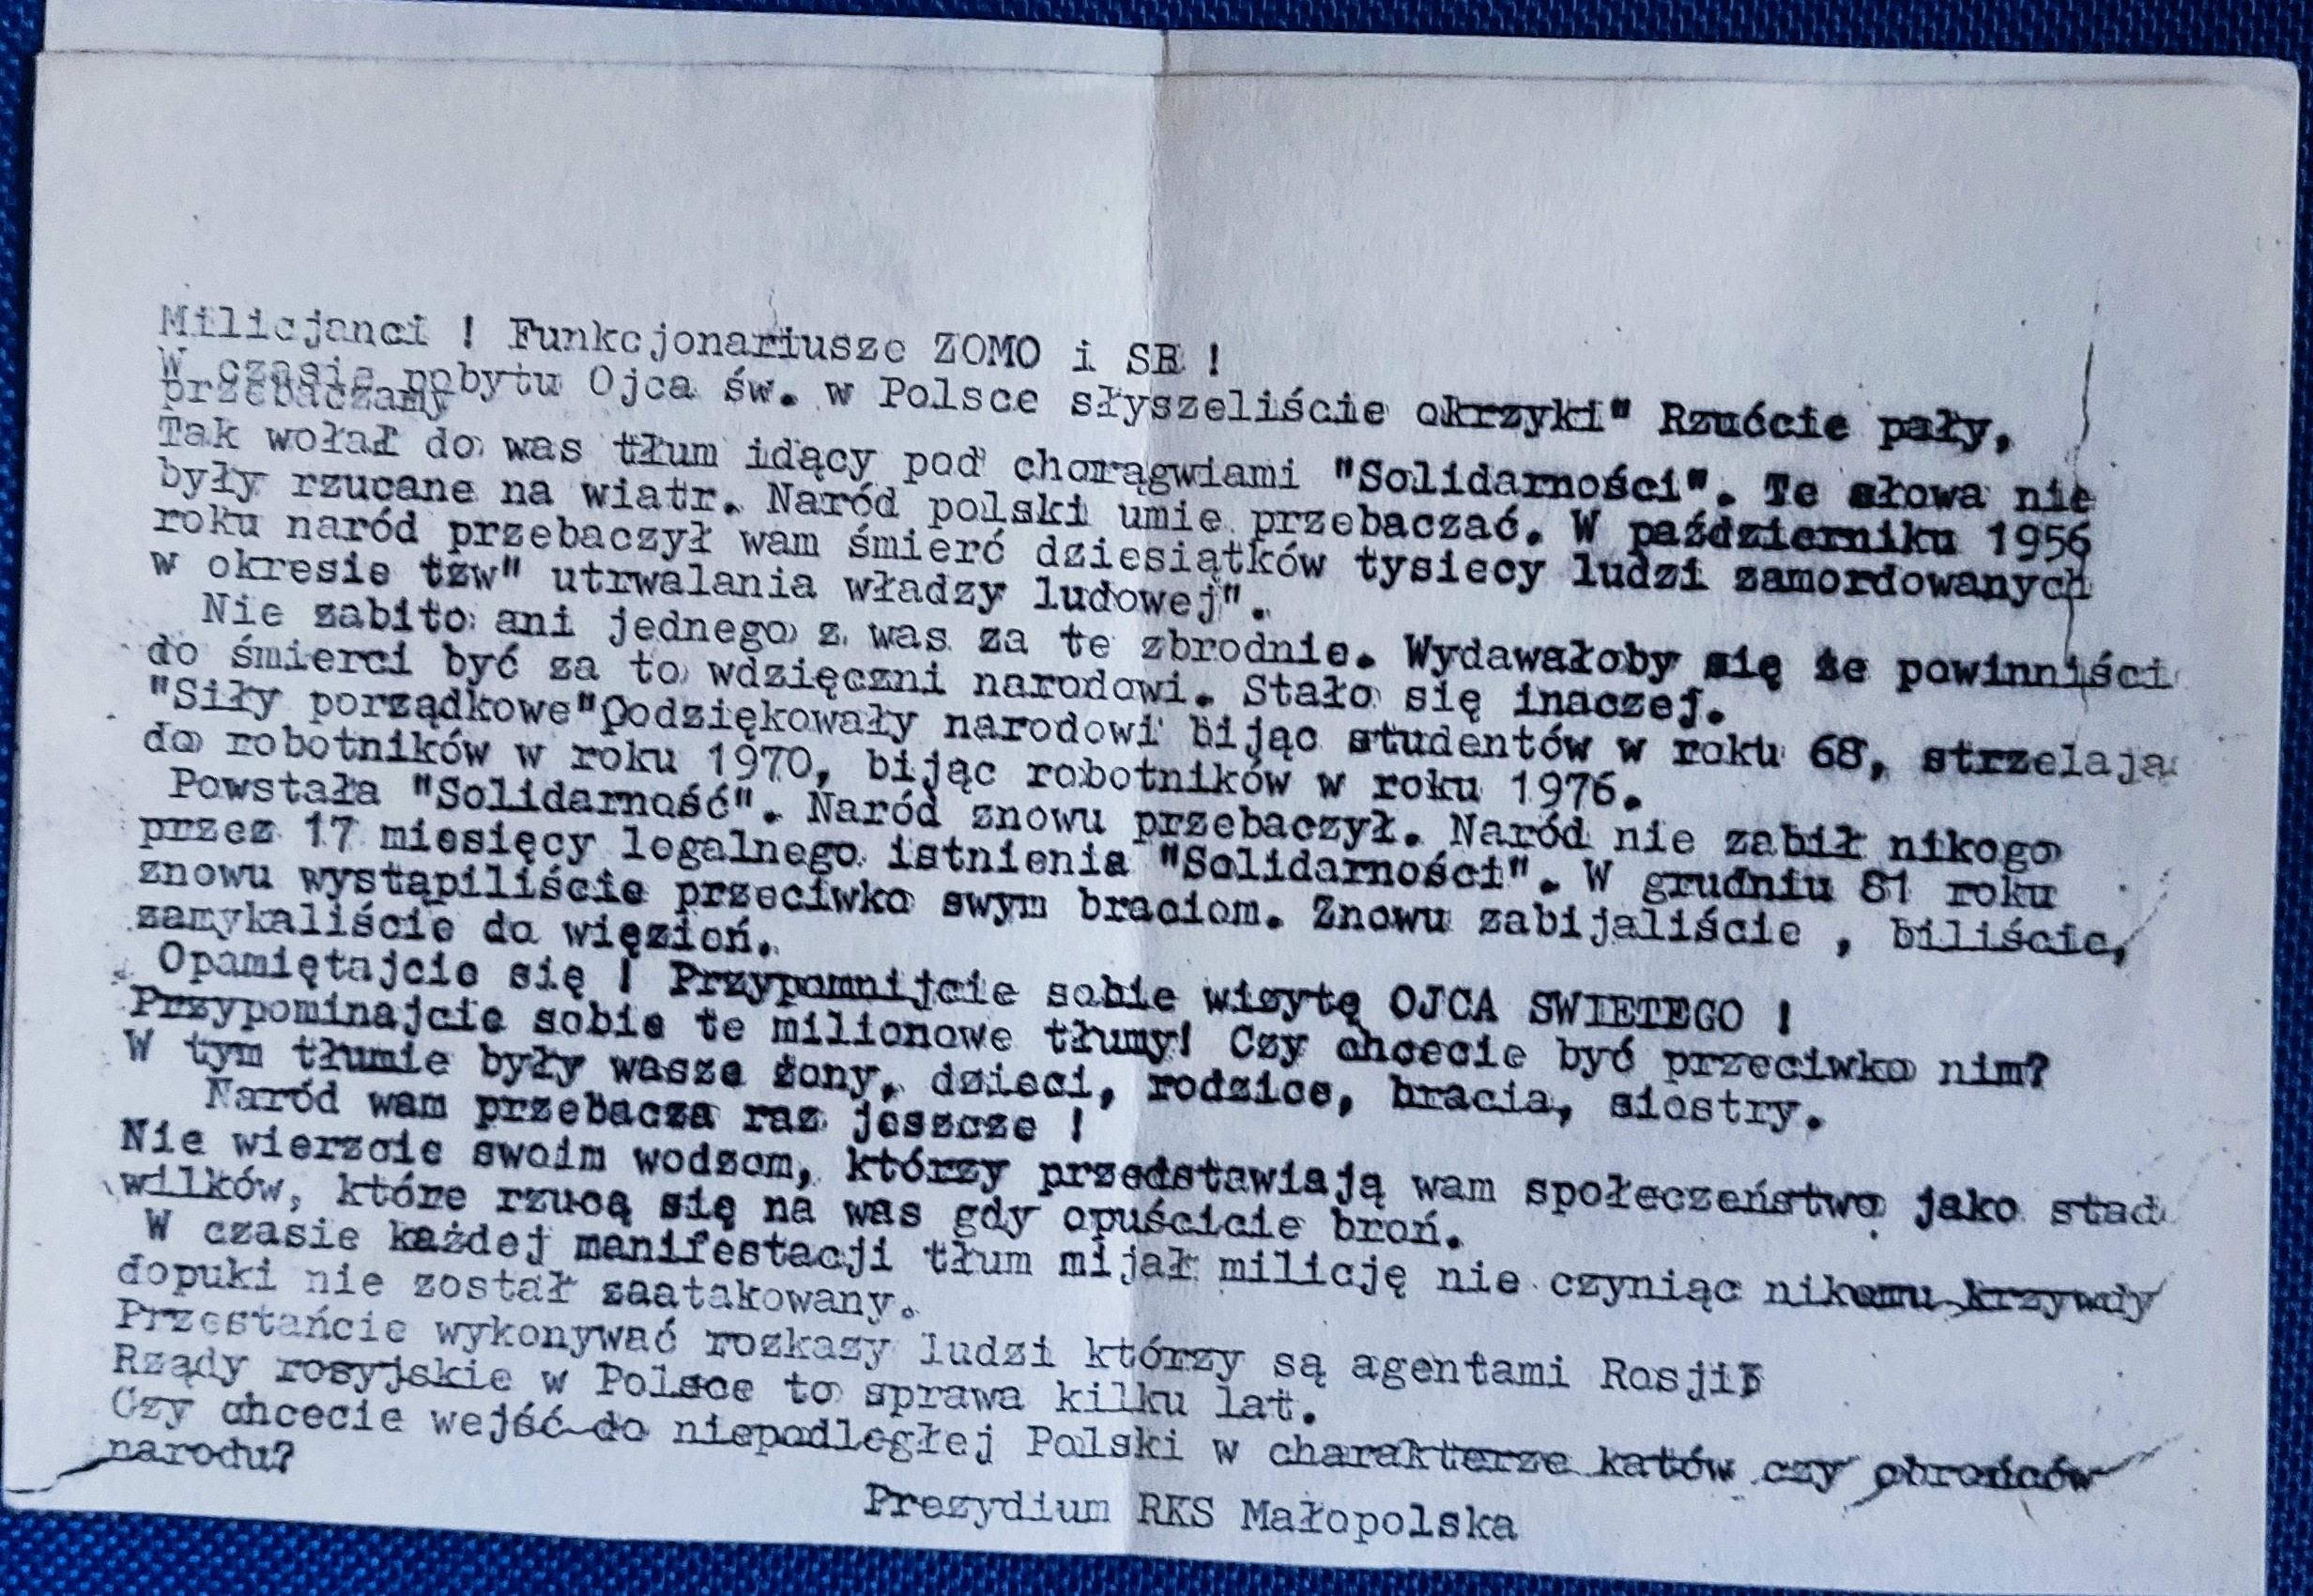 Milicjanci ! Funkcjonariusze ZOMO i SB !
W czasie pobytu Ojca św. w Polsce słyszeliście okrzyki" Rzućcie pały,
przebaczamy
Tak wołał do was tłum idący pod chorągwiami "Solidarności". Te słowa nie
były rzucane na wiatr. Naród polski umie przebaczać. W październiku 1956
roku naród przebaczył wam śmierć dziesiątków tysiecy ludzi zamordowanych
w okresie tzw" utrwalania władzy ludowej".
Nie zabito ani jednego z was za te zbrodnie. Wydawałoby się że powinniści
do śmierci być za to wdzięczni narodowi. Stało się inaczej.
"Siły porządkowe"podziękowały narodowi bijąc studentów w roku 68, strzelają
do robotników w roku 1970, bijąc robotników w roku 1976.
Powstała "Solidarność". Naród znowu przebaczył. Naród nie zabił nikogo
przez 17 miesięcy legalnego istnienia "Solidarności". W grudniu 81 roku
znowu wystąpiliście przeciwko swym braciom. Znowu zabijaliście , biliście,
zamykaliście do więzień.
Opamiętajcie się ! Przypomnijcie sobie wizytę OJCA SWIETEGO !
Przypominajcie sobie te milionowe tłumy! Czy chcecie być przeciwko nim?
W tym tłumie były wasze żony, dzieci, rodzice, bracia, siostry.
Naród wam przebacza raz jeszcze !
Nie wierzcie swoim wodzom, którzy przedstawiają wam społeczeństwo jako stad
wilków, które rzucą się na was gdy opuścicie broń.
W czasie każdej manifestacji tłum mijał milicję nie czyniąc nikomu krzywdy
dopuki nie został zaatakowany.
Przestańcie wykonywać rozkazy ludzi którzy są agentami Rosji
Rządy rosyjskie w Polsce to sprawa kilku lat.
Czy chcecie wejść do niepodległej Polski w charakterze katów czy obrońców
narodu?
Prezydium RKS Małopolska